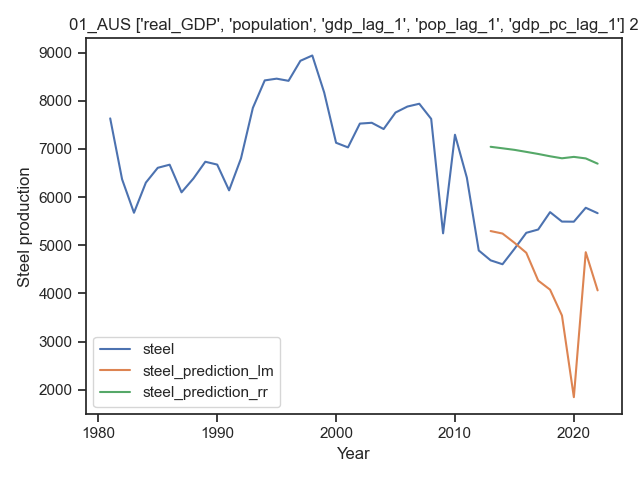 01_AUS ['real_GDP', 'population', 'gdp_lag_1', 'pop_lag_1', 'gdp_pc_lag_1'] 2
9000
8000
7000
6000
5000
4000
3000
2000
Steel production
steel
steel_prediction_lm
steel_prediction_rr
1980
1990
2000
2010
2020
Year